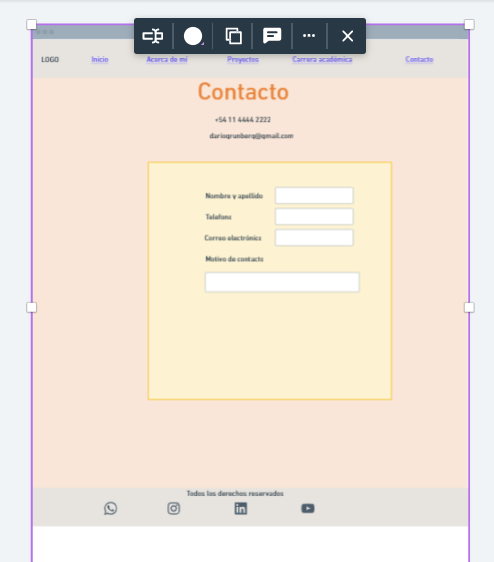 LOGO Inicio Acerca de mí Proyectos Carrera académica Contacto
Contacto
+54 11 4444 2222
dariogrunberg@gmail.com
Nombre y apellido
Telefono
Correo electrónico
Motivo de contacto
Todos los derechos reservados